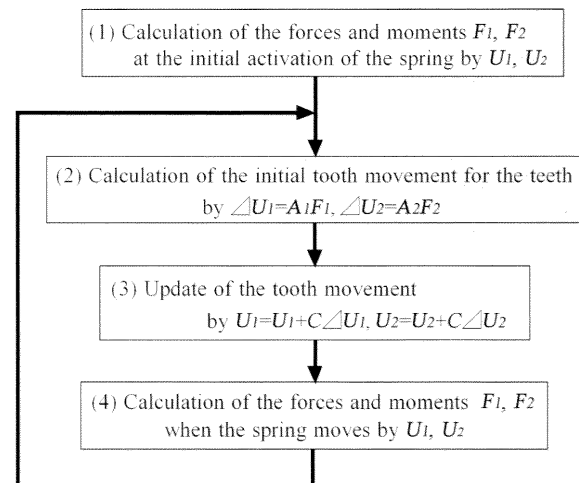 (1) Calculation of the forces and moments F1, F2
at the initial activation of the spring by U1, U2
(2) Calculation of the initial tooth movement for the teeth
by ⊿U1=A1F1, ⊿U2=A2F2
(3) Update of the tooth movement
by U1=U1+C⊿U1, U2=U2+C⊿U2
(4) Calculation of the forces and moments F1, F2
when the spring moves by U1, U2